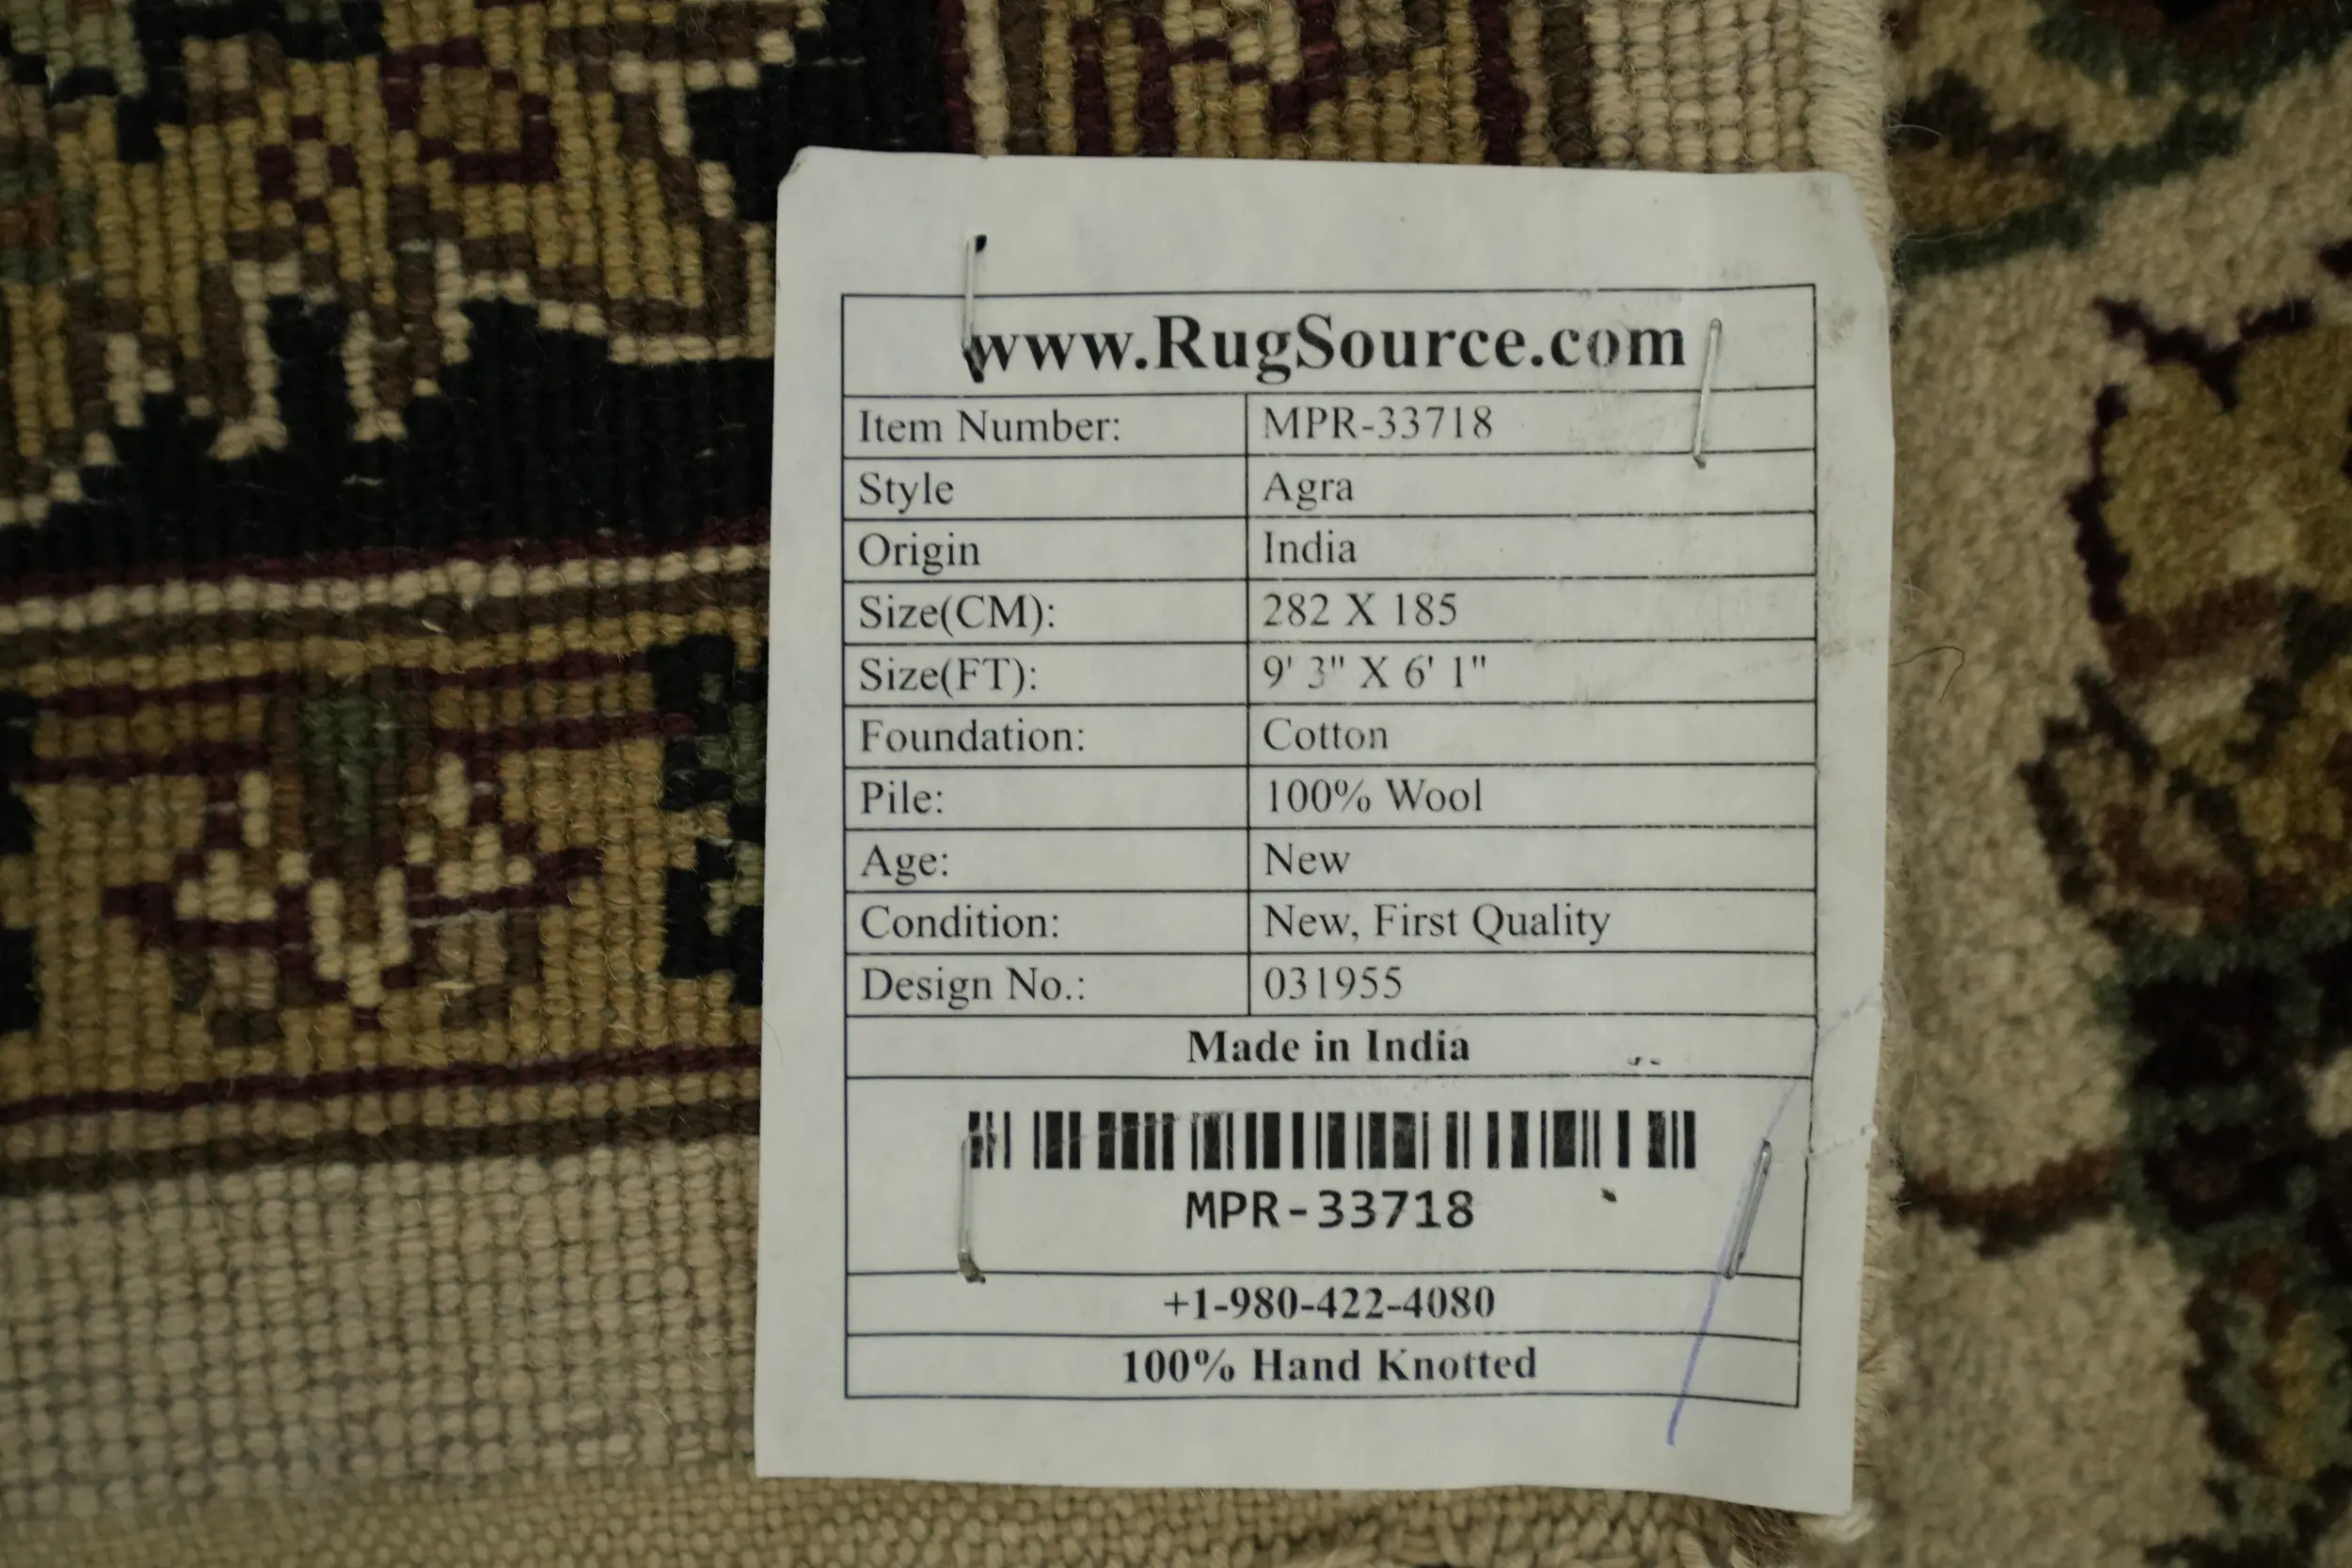 www.RugSource.com
Item Number: MPR-33718
Style Agra
Origin India
Size(CM): 282 X 185
Size(FT): 9' 3" X 6' 1"
Foundation: Cotton
Pile: 100% Wool
Age: New
Condition: New, First Quality
Design No.: 031955
Made in India
MPR-33718
+1-980-422-4080
100% Hand Knotted